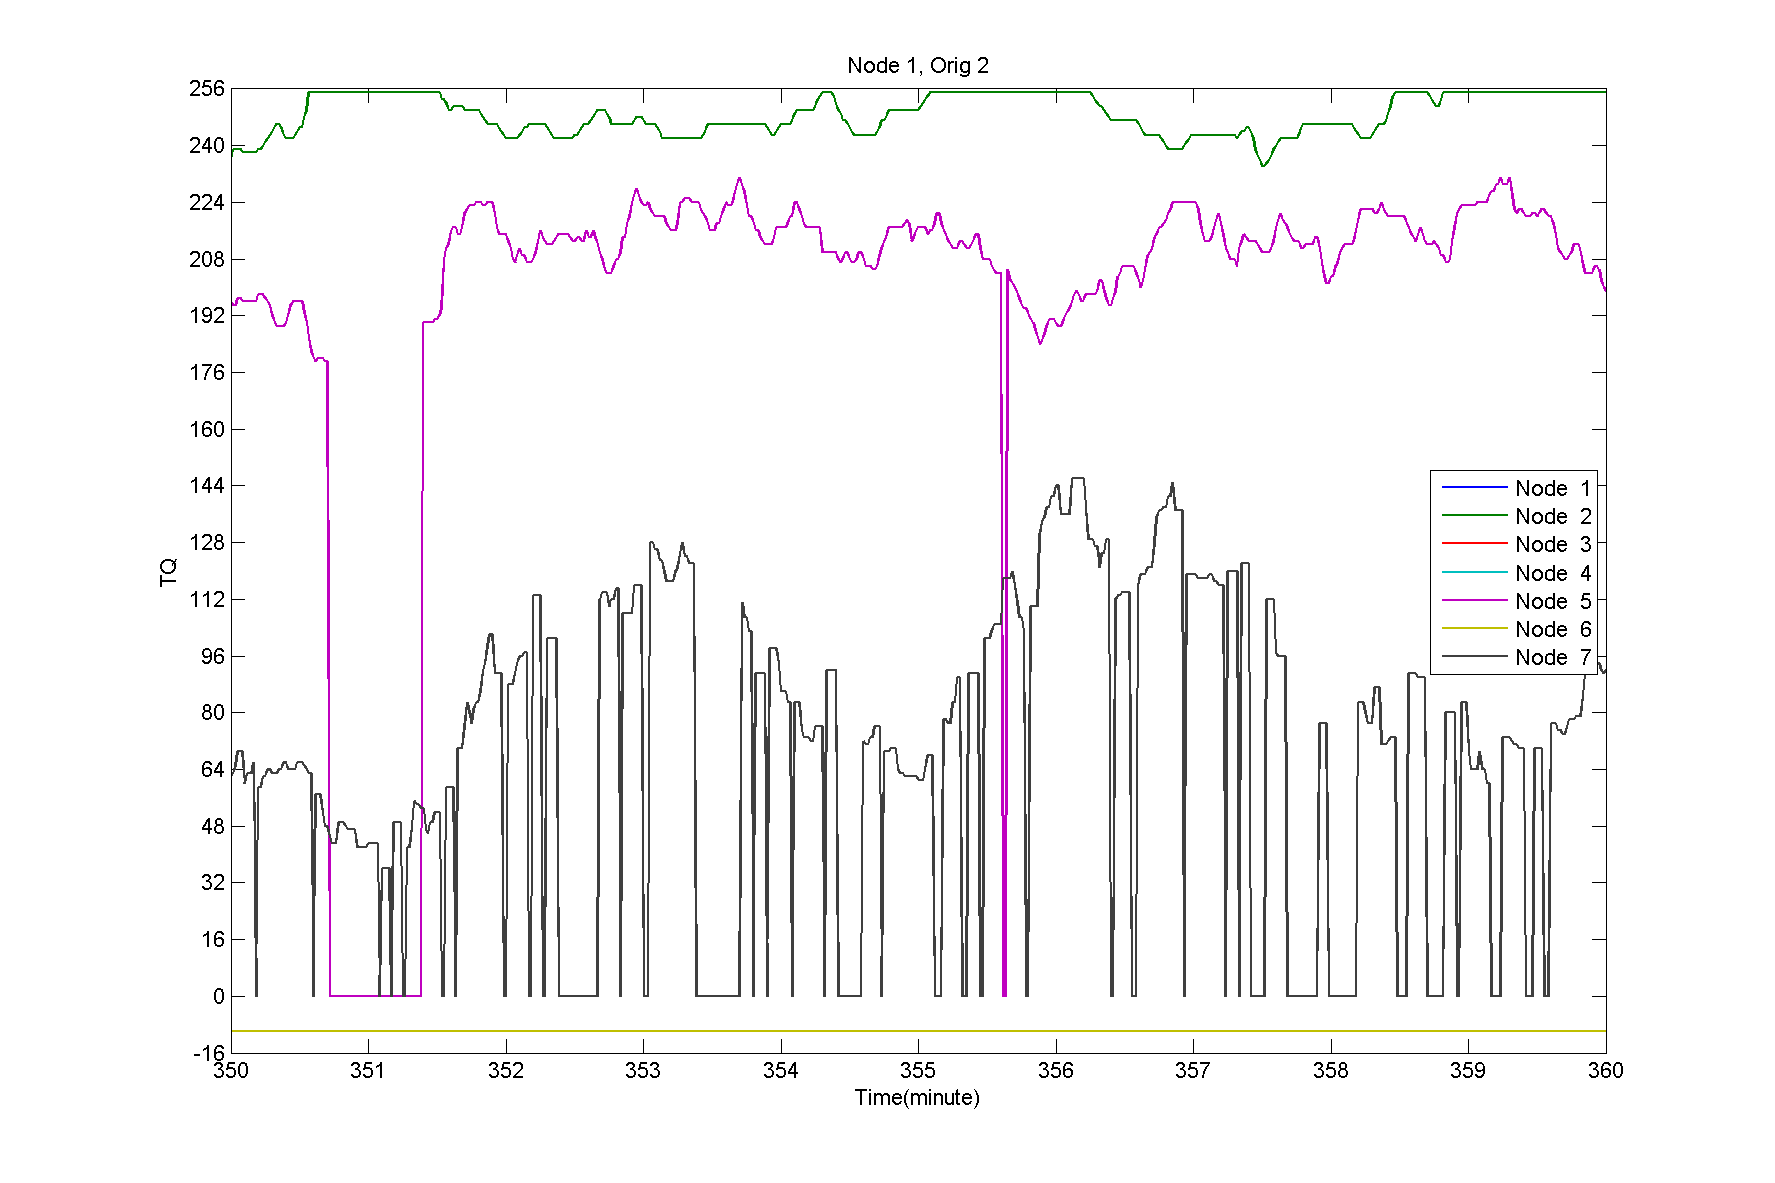 Node 1, Orig 2
256
240
224
208
192
176
160
144
128
112
96
80
64
48
32
16
0
-16
TQ
Node 1
Node 2
Node 3
Node 4
Node 5
Node 6
Node 7
350 351 352 353 354 355 356 357 358 359 360
Time(minute)